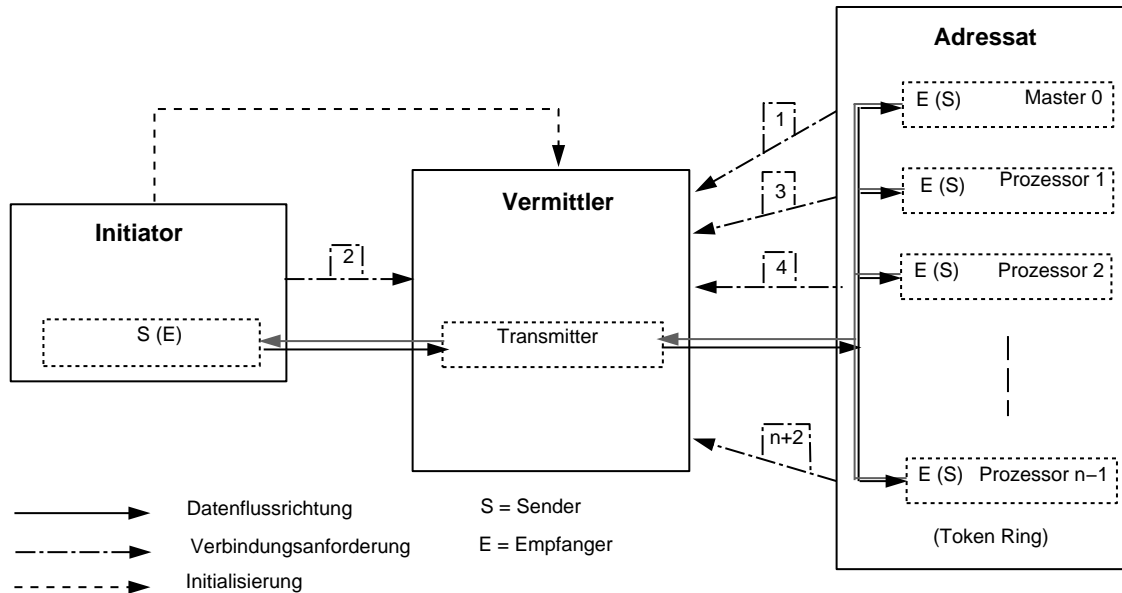 Adressat
E (S) Master 0
1
E (S) Prozessor 1
3
Vermittler
Initiator
2
4
E (S) Prozessor 2
S (E)
Transmitter
n+2
E (S) Prozessor n−1
Datenflussrichtung
S = Sender
(Token Ring)
Verbindungsanforderung
E = Empfanger
Initialisierung